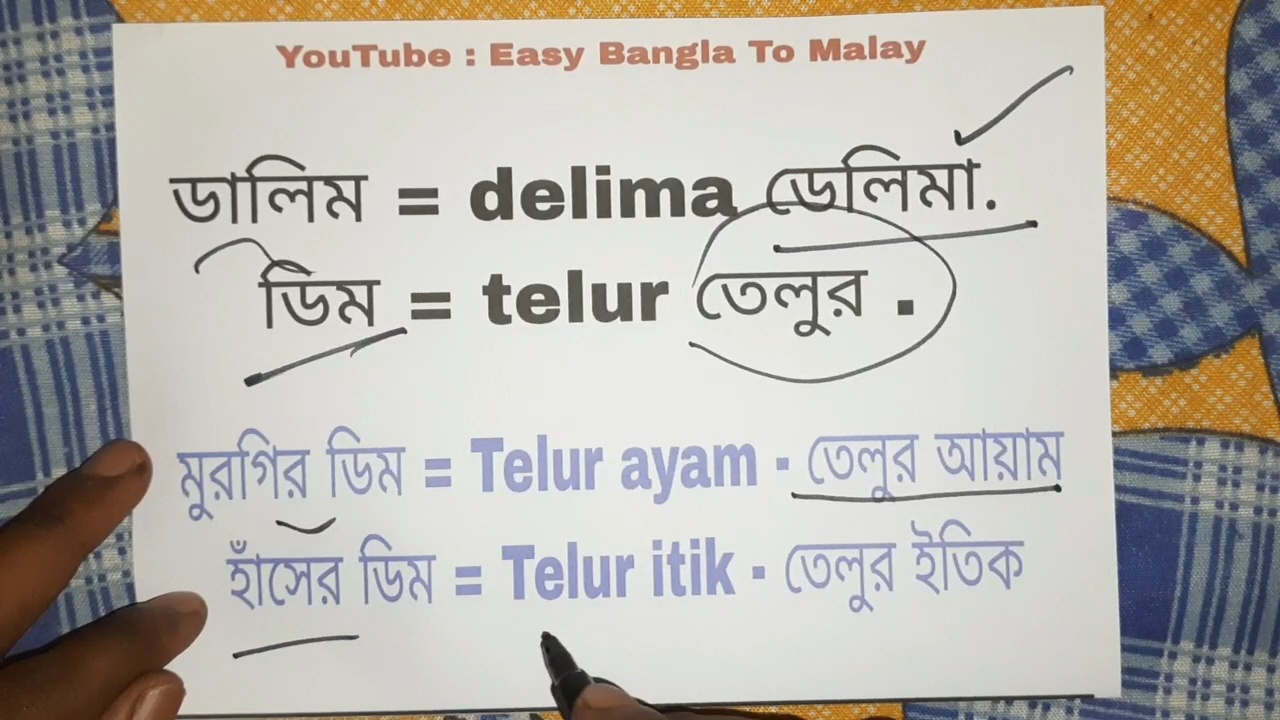 YouTube : Easy Bangla To Malay
ডালিম = delima ডেলিমা.
ডিম = telur তেলুর .
মুরগির ডিম = Telur ayam - তেলুর আয়াম
হাঁসের ডিম = Telur itik - তেলুর ইতিক